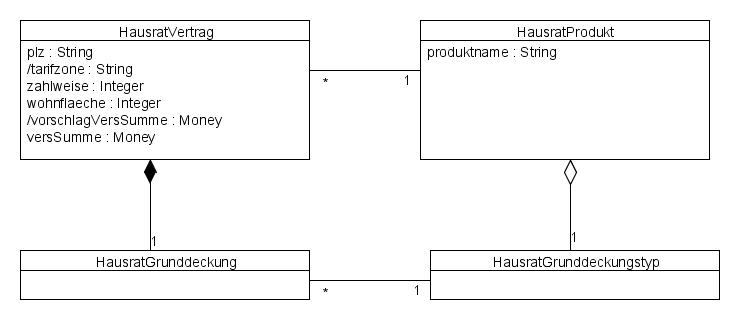 HausratVertrag
plz : String
/tarifzone : String
zahlweise : Integer
wohnflaeche : Integer
/vorschlagVersSumme : Money
versSumme : Money
HausratProdukt
produktname : String
* 1
1
1
HausratGrunddeckung
HausratGrunddeckungstyp
* 1